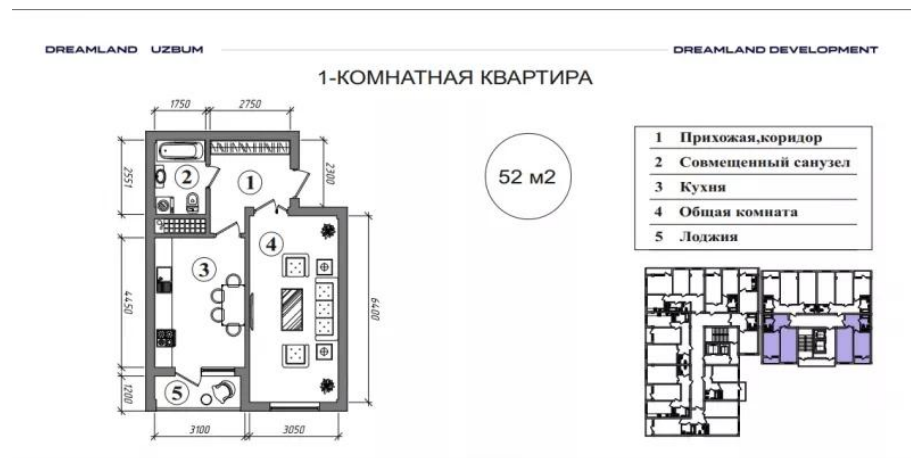 DREAMLAND UZBUM
DREAMLAND DEVELOPMENT
1-КОМНАТНАЯ КВАРТИРА
1750
2750
2551
2
1
2300
52 м2
1 Прихожая,коридор
2 Совмещенный санузел
3 Кухня
4 Общая комната
5 Лоджия
4
3
4450
6400
5
1200
3100
3050